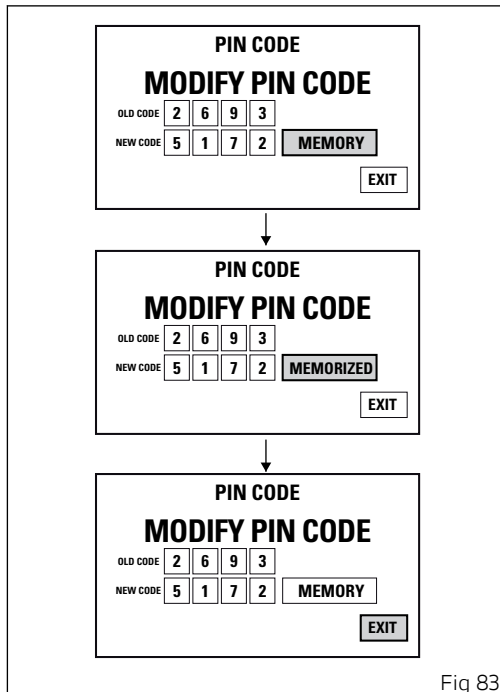 PIN CODE
MODIFY PIN CODE
OLD CODE 2 6 9 3
NEW CODE 5 1 7 2 MEMORY
EXIT
PIN CODE
MODIFY PIN CODE
OLD CODE 2 6 9 3
NEW CODE 5 1 7 2 MEMORIZED
EXIT
PIN CODE
MODIFY PIN CODE
OLD CODE 2 6 9 3
NEW CODE 5 1 7 2 MEMORY
EXIT
Fig 83